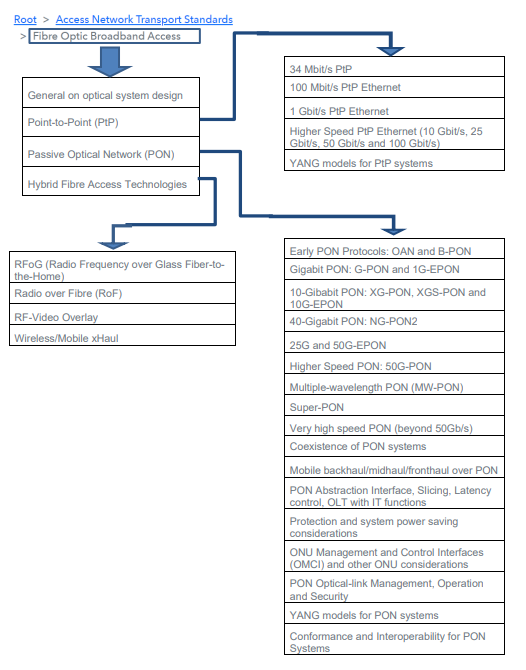 Root > Access Network Transport Standards
> Fibre Optic Broadband Access
General on optical system design
Point-to-Point (PtP)
Passive Optical Network (PON)
Hybrid Fibre Access Technologies
34 Mbit/s PtP
100 Mbit/s PtP Ethernet
1 Gbit/s PtP Ethernet
Higher Speed PtP Ethernet (10 Gbit/s, 25
Gbit/s, 50 Gbit/s and 100 Gbit/s)
YANG models for PtP systems
RFoG (Radio Frequency over Glass Fiber-to-
the-Home)
Radio over Fibre (RoF)
RF-Video Overlay
Wireless/Mobile xHaul
Early PON Protocols: OAN and B-PON
Gigabit PON: G-PON and 1G-EPON
10-Gigabit PON: XG-PON, XGS-PON and
10G-EPON
40-Gigabit PON: NG-PON2
25G and 50G-EPON
Higher Speed PON: 50G-PON
Multiple-wavelength PON (MW-PON)
Super-PON
Very high speed PON (beyond 50Gb/s)
Coexistence of PON systems
Mobile backhaul/midhaul/fronthaul over PON
PON Abstraction Interface, Slicing, Latency
control, OLT with IT functions
Protection and system power saving
considerations
ONU Management and Control Interfaces
(OMCI) and other ONU considerations
PON Optical-link Management, Operation
and Security
YANG models for PON systems
Conformance and Interoperability for PON
Systems